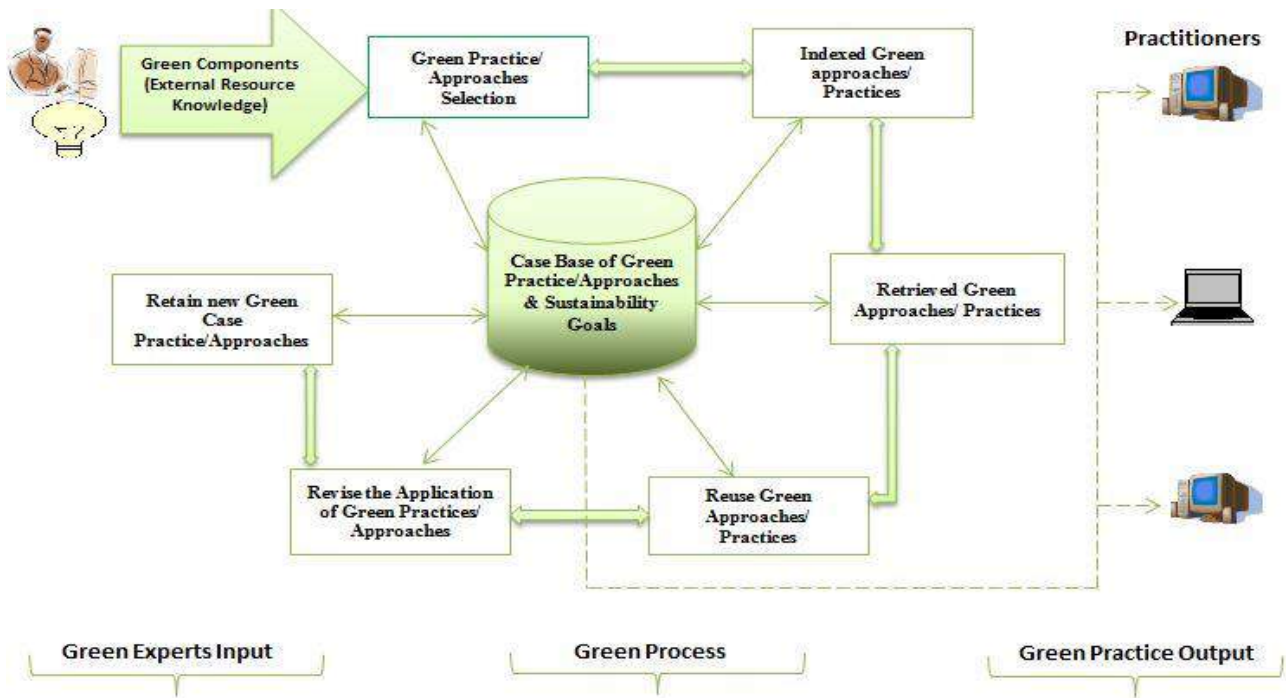 Green Components
(External Resource
Knowledge)
Green Practice/
Approaches
Selection
Indexed Green
approaches/
Practices
Practitioners
Case Base of Green
Practice/Approaches
& Sustainability
Goals
Retain new Green
Case
Practice/Approaches
Retrieved Green
Approaches/ Practices
Revise the Application
of Green Practices/
Approaches
Reuse Green
Approaches/
Practices
Green Experts Input
Green Process
Green Practice Output